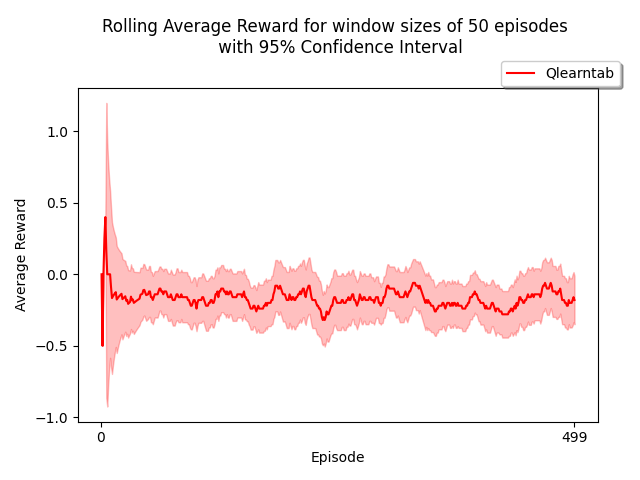 Rolling Average Reward for window sizes of 50 episodes
with 95% Confidence Interval
Qlearntab
1.0
0.5
0.0
−0.5
−1.0
Average Reward
0
499
Episode